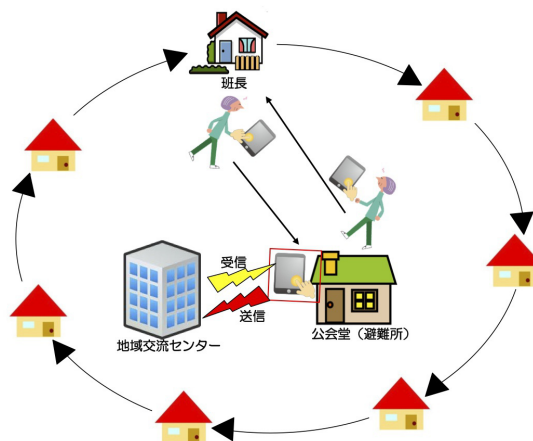 班長
受信
送信
地域交流センター
公会堂（避難所）